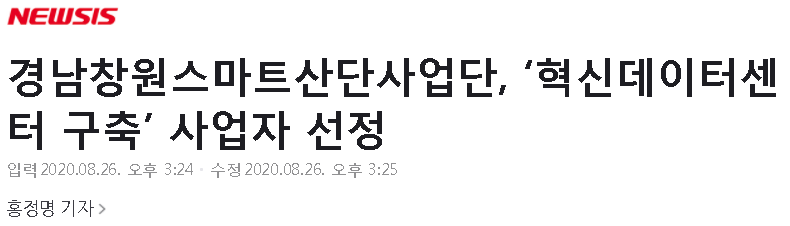 NEWSIS
경남창원스마트산단사업단, ‘혁신데이터센
터 구축’ 사업자 선정
입력 2020.08.26. 오후 3:24 · 수정 2020.08.26. 오후 3:25
홍정명 기자 >